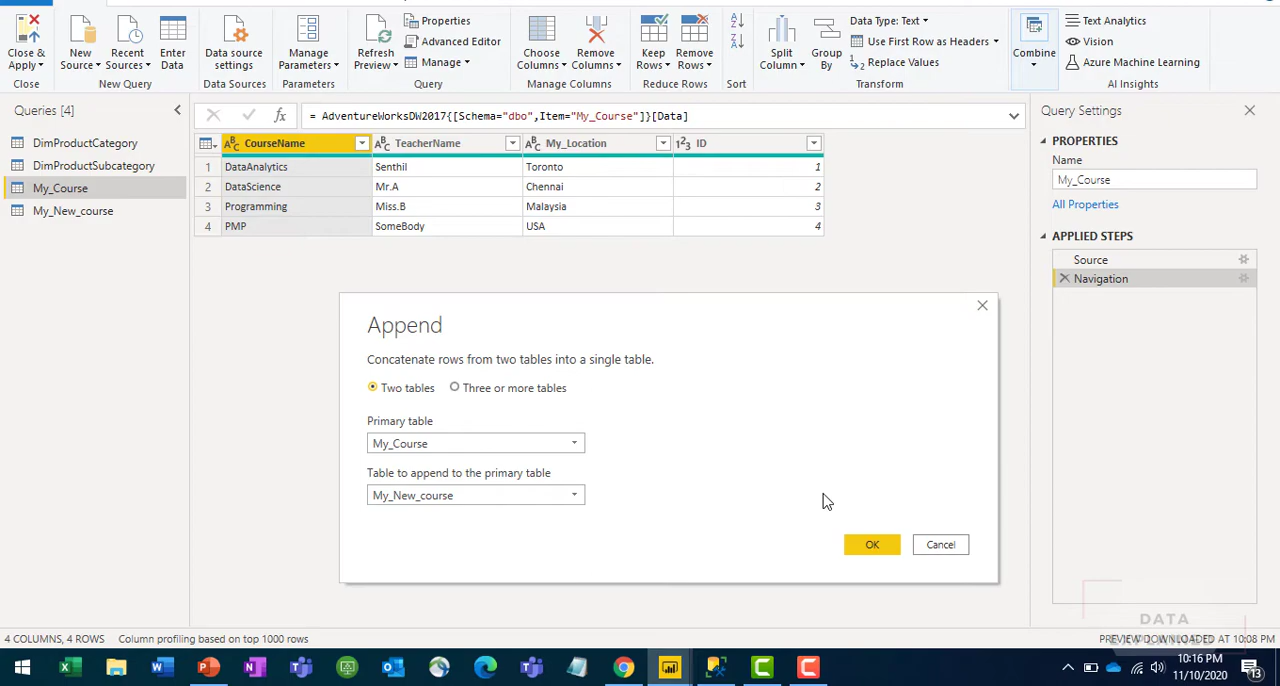 Close & Apply
New Source
Recent Sources
Enter Data
Data source settings
Manage Parameters
Refresh Preview
Properties
Advanced Editor
Manage
Choose Columns
Remove Columns
Keep Rows
Remove Rows
Split Column
Group By
Data Type: Text
Use First Row as Headers
Replace Values
Combine
Text Analytics
Vision
Azure Machine Learning
Close
New Query
Data Sources
Parameters
Query
Manage Columns
Reduce Rows
Sort
Transform
AI Insights
Queries [4]
DimProductCategory
DimProductSubcategory
My_Course
My_New_course
fx = AdventureWorksDW2017{[Schema="dbo",Item="My_Course"]}[Data]
CourseName TeacherName My_Location ID
1 DataAnalytics Senthil Toronto 1
2 DataScience Mr.A Chennai 2
3 Programming Miss.B Malaysia 3
4 PMP SomeBody USA 4
Append
Concatenate rows from two tables into a single table.
Two tables Three or more tables
Primary table
My_Course
Table to append to the primary table
My_New_course
OK Cancel
Query Settings
PROPERTIES
Name
My_Course
All Properties
APPLIED STEPS
Source
Navigation
4 COLUMNS, 4 ROWS Column profiling based on top 1000 rows
DATA
PREVIEW DOWNLOADED AT 10:08 PM
10:16 PM
11/10/2020
13